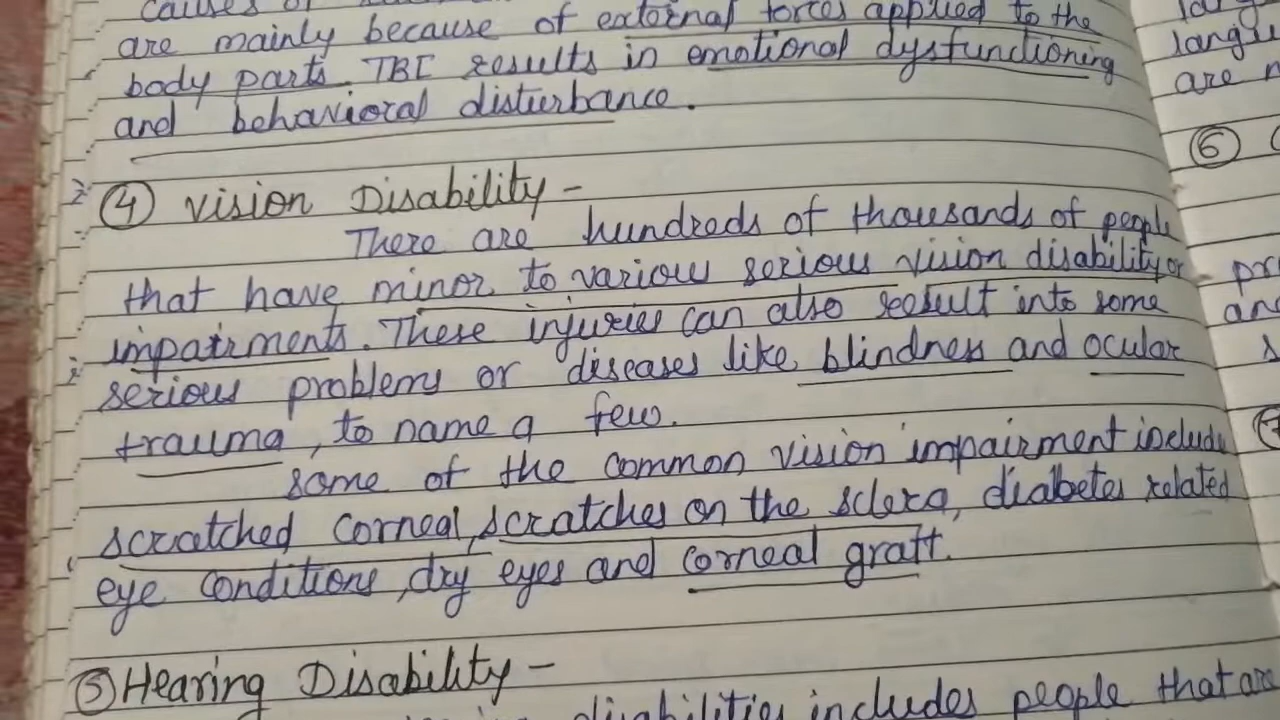 causes of
are mainly because of external forces applied to the
body parts. TBI results in emotional dysfunctioning
and behavioral disturbance.
④ Vision Disability -
There are hundreds of thousands of people
that have minor to various serious vision disability or
impairments. These injuries can also result into some
serious problems or diseases like blindness and ocular
trauma, to name a few.
some of the common vision impairment include
scratched corneal, scratches on the sclera, diabetes related
eye conditions, dry eyes and corneal graft.
⑤ Hearing Disability -
disabilities includes people that are
are
⑥